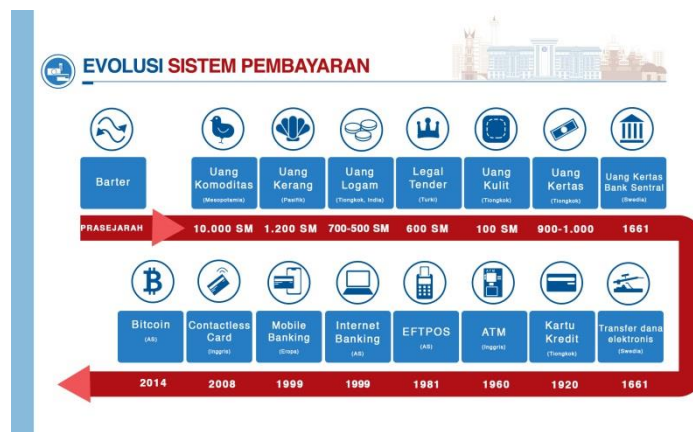 EVOLUSI SISTEM PEMBAYARAN
Barter
Uang
Komoditas
(Mesopotamia)
Uang
Kerang
(Pasifik)
Uang
Logam
(Tiongkok, India)
Legal
Tender
(Turki)
Uang
Kulit
(Tiongkok)
Uang
Kertas
(Tiongkok)
Uang Kertas
Bank Sentral
(Swedia)
PRASEJARAH
10.000 SM
1.200 SM
700-500 SM
600 SM
100 SM
900-1.000
1661
Bitcoin
(AS)
Contactless
Card
(Inggris)
Mobile
Banking
(Eropa)
Internet
Banking
(AS)
EFTPOS
(AS)
ATM
(Inggris)
Kartu
Kredit
(Tiongkok)
Transfer dana
elektronis
(Swedia)
2014
2008
1999
1999
1981
1960
1920
1661